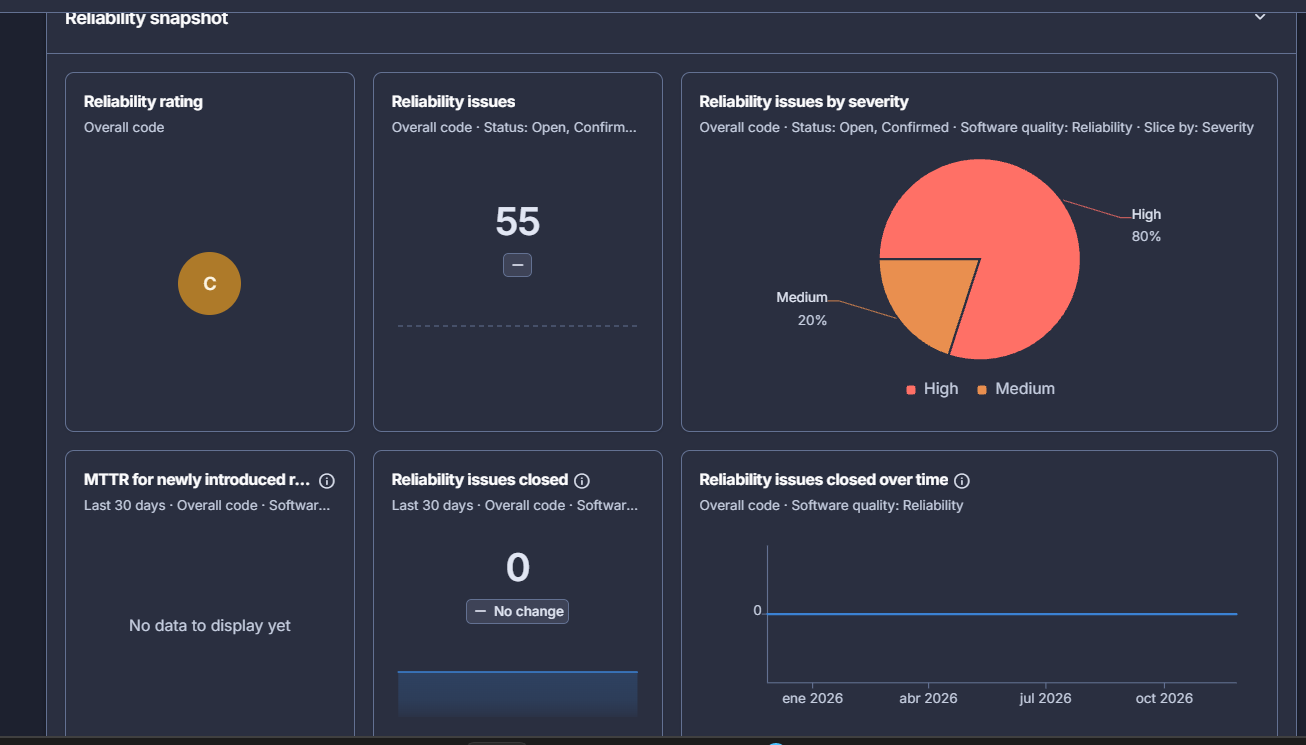 Reliability snapshot
Reliability rating
Overall code
C
Reliability issues
Overall code · Status: Open, Confirm...
55
Reliability issues by severity
Overall code · Status: Open, Confirmed · Software quality: Reliability · Slice by: Severity
High
80%
Medium
20%
High
Medium
MTTR for newly introduced r...
Last 30 days · Overall code · Softwar...
No data to display yet
Reliability issues closed
Last 30 days · Overall code · Softwar...
0
— No change
Reliability issues closed over time
Overall code · Software quality: Reliability
0
ene 2026
abr 2026
jul 2026
oct 2026